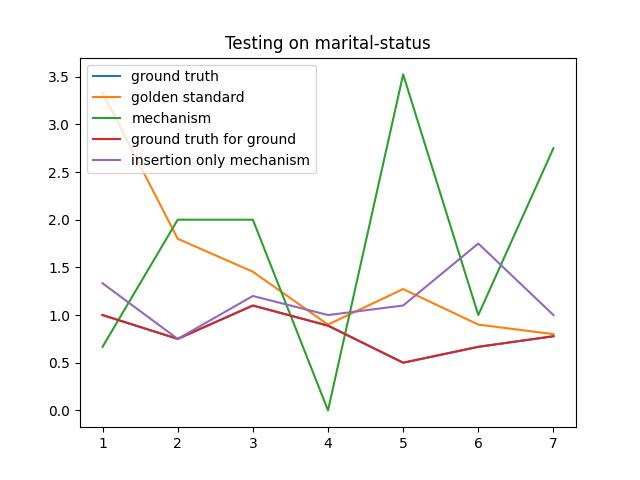 Testing on marital-status
ground truth
golden standard
mechanism
ground truth for ground
insertion only mechanism
3.5
3.0
2.5
2.0
1.5
1.0
0.5
0.0
1 2 3 4 5 6 7